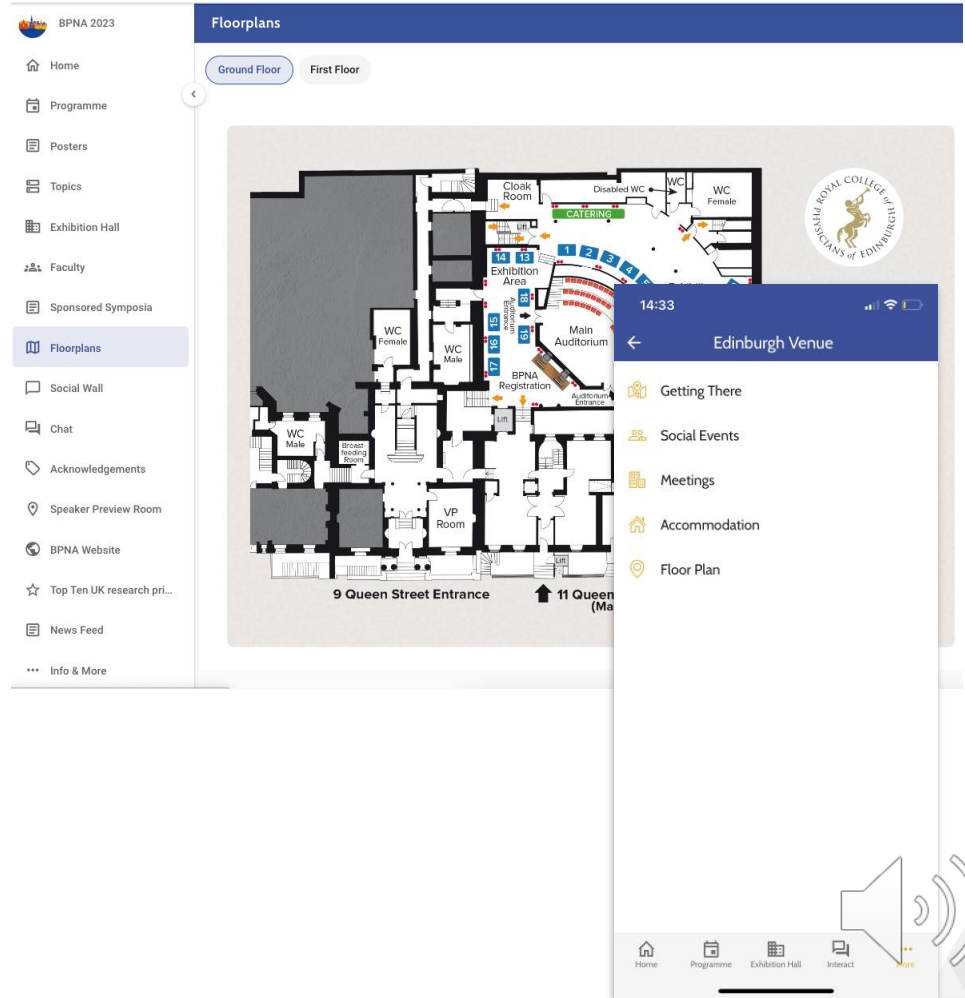 BPNA 2023
Home
Programme
Posters
Topics
Exhibition Hall
Faculty
Sponsored Symposia
Floorplans
Social Wall
Chat
Acknowledgements
Speaker Preview Room
BPNA Website
Top Ten UK research pri...
News Feed
Info & More
Floorplans
Ground Floor
First Floor
Cloak
Room
Disabled WC
WC
WC
Female
CATERING
Lift
14 13
1 2 3 4
Exhibition
Area
18
Auditorium
Entrance
15
19
16
17
Main
Auditorium
BPNA
Registration
Auditorium
Entrance
Lift
WC
Female
WC
Male
WC
Male
Breast-
feeding
Room
VP
Room
Lift
9 Queen Street Entrance
11 Queen
(Ma
ROYAL COLLEGE of PHYSICIANS of EDINBURGH
14:33
Edinburgh Venue
Getting There
Social Events
Meetings
Accommodation
Floor Plan
Home
Programme
Exhibition Hall
Interact
More